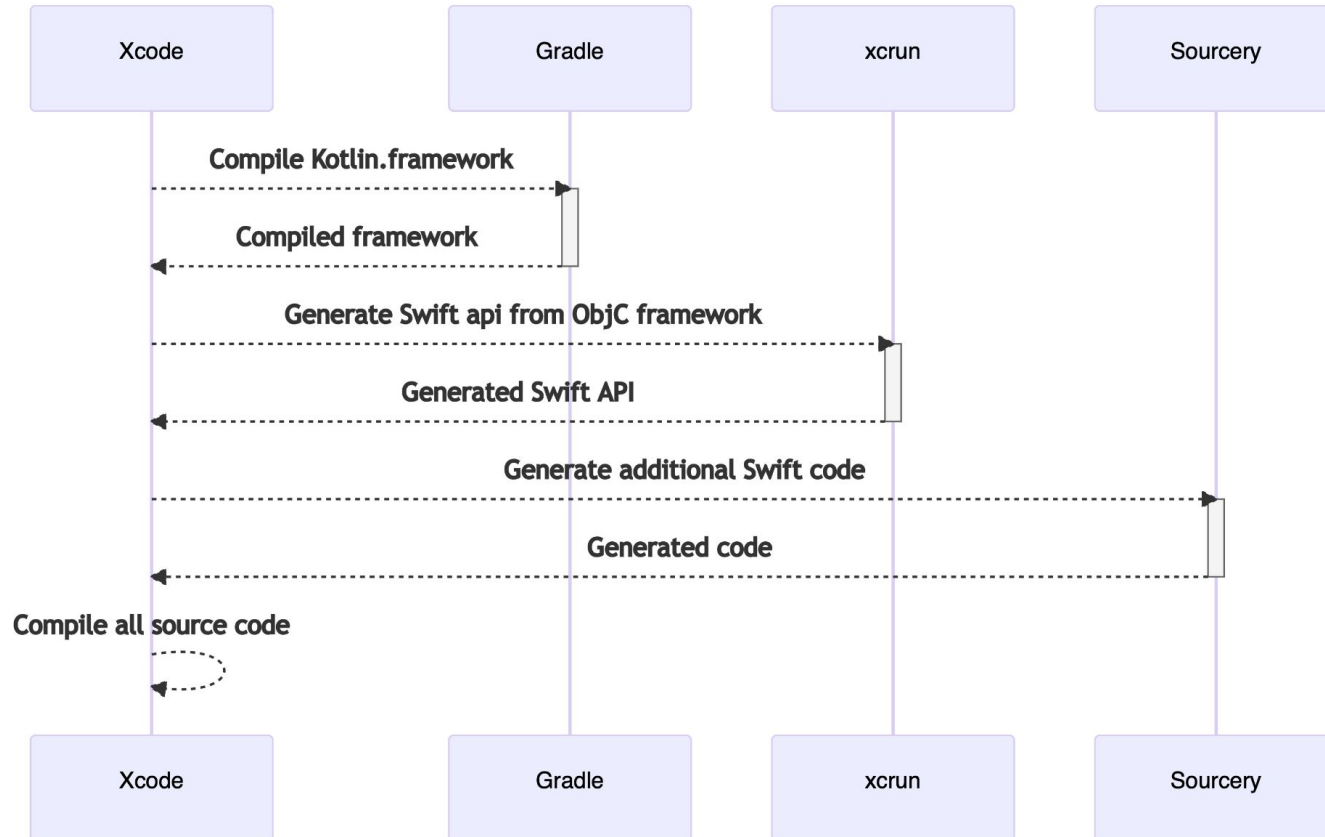 Xcode
Gradle
xcrun
Sourcery
Compile Kotlin.framework
Compiled framework
Generate Swift api from ObjC framework
Generated Swift API
Generate additional Swift code
Generated code
Compile all source code
Xcode
Gradle
xcrun
Sourcery